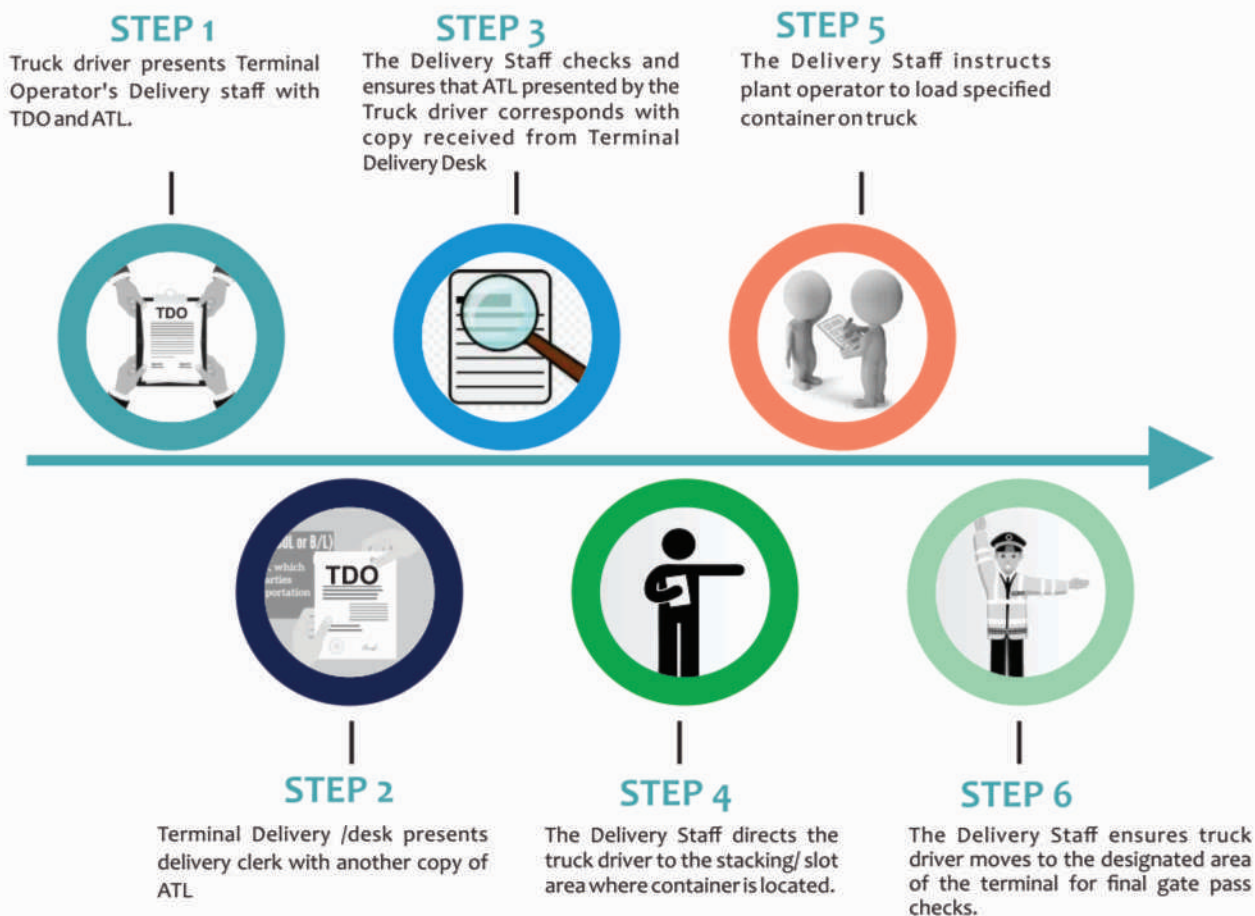 STEP 1
Truck driver presents Terminal
Operator's Delivery staff with
TDO and ATL.
STEP 3
The Delivery Staff checks and
ensures that ATL presented by the
Truck driver corresponds with
copy received from Terminal
Delivery Desk
STEP 5
The Delivery Staff instructs
plant operator to load specified
container on truck
TDO
OL or B/L)
, which
arties
portation
TDO
STEP 2
Terminal Delivery /desk presents
delivery clerk with another copy of
ATL
STEP 4
The Delivery Staff directs the
truck driver to the stacking/ slot
area where container is located.
STEP 6
The Delivery Staff ensures truck
driver moves to the designated area
of the terminal for final gate pass
checks.